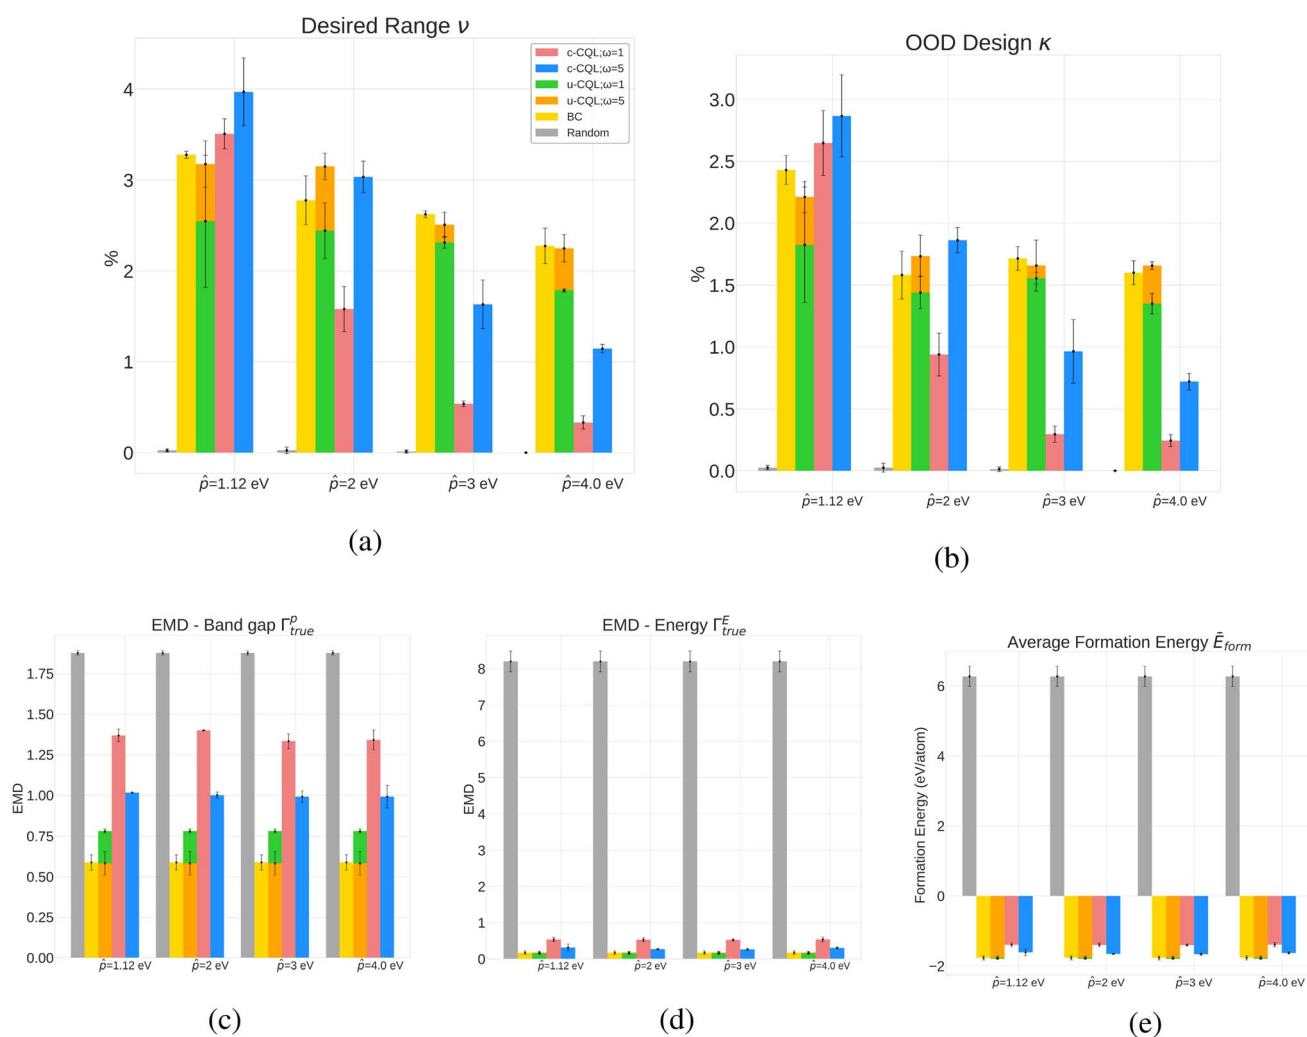 Desired Range ν
%
4
3
2
1
0
c-CQL;ω=1
c-CQL;ω=5
u-CQL;ω=1
u-CQL;ω=5
BC
Random
p̂=1.12 eV
p̂=2 eV
p̂=3 eV
p̂=4.0 eV
(a)
OOD Design κ
%
3.0
2.5
2.0
1.5
1.0
0.5
0.0
p̂=1.12 eV
p̂=2 eV
p̂=3 eV
p̂=4.0 eV
(b)
EMD - Band gap Γ^p_true
EMD
1.75
1.50
1.25
1.00
0.75
0.50
0.25
0.00
p̂=1.12 eV
p̂=2 eV
p̂=3 eV
p̂=4.0 eV
(c)
EMD - Energy Γ^E_true
EMD
8
7
6
5
4
3
2
1
0
p̂=1.12 eV
p̂=2 eV
p̂=3 eV
p̂=4.0 eV
(d)
Average Formation Energy Ē_form
Formation Energy (eV/atom)
6
4
2
0
−2
p̂=1.12 eV
p̂=2 eV
p̂=3 eV
p̂=4.0 eV
(e)